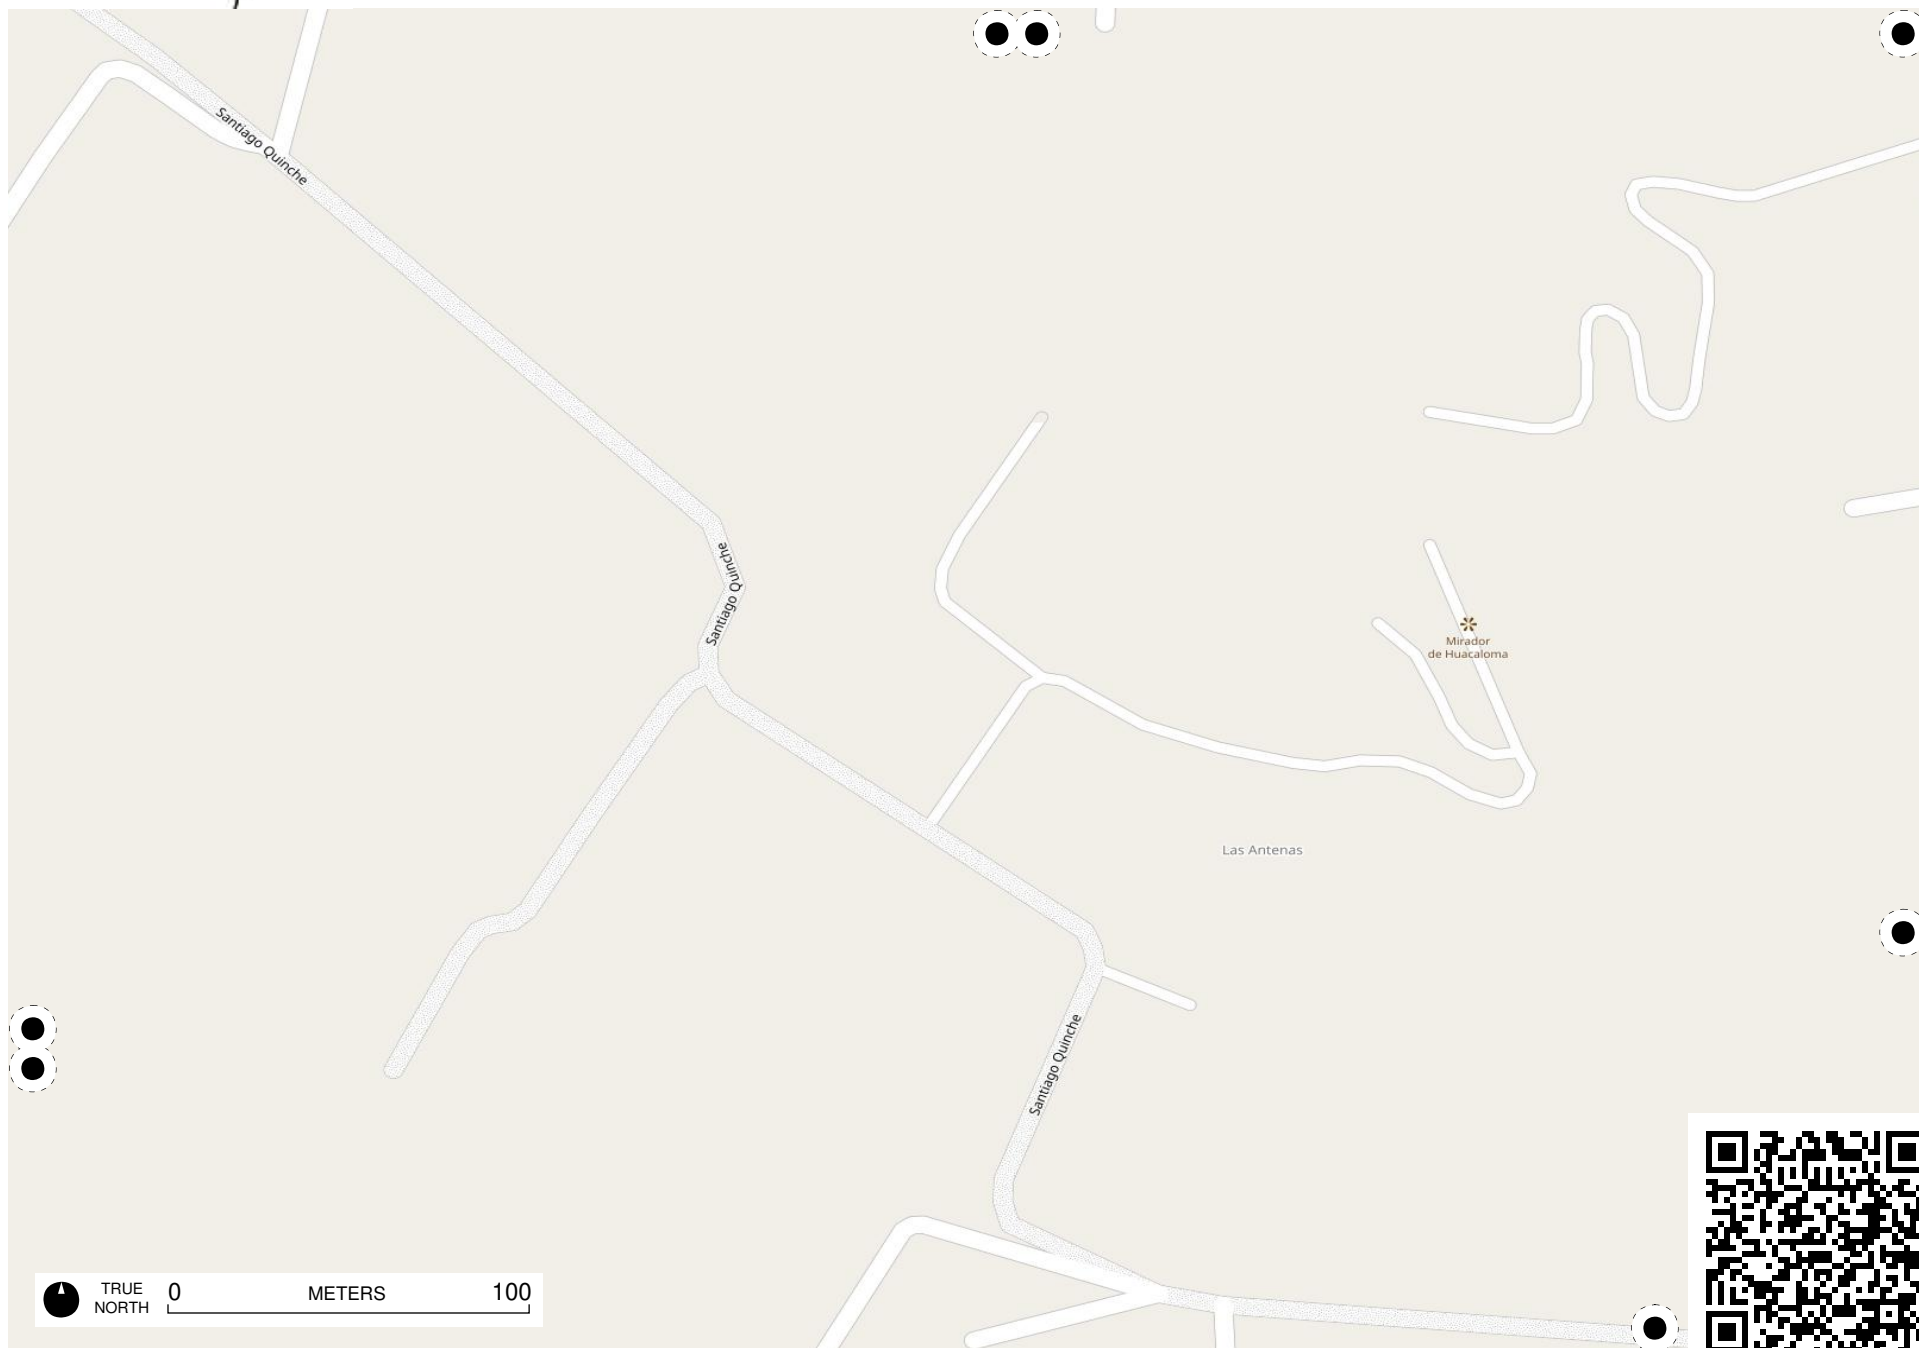 Santiago Quinche
Santiago Quinche
Mirador
de Huacaloma
Las Antenas
Santiago Quinche
TRUE
NORTH
0 METERS 100